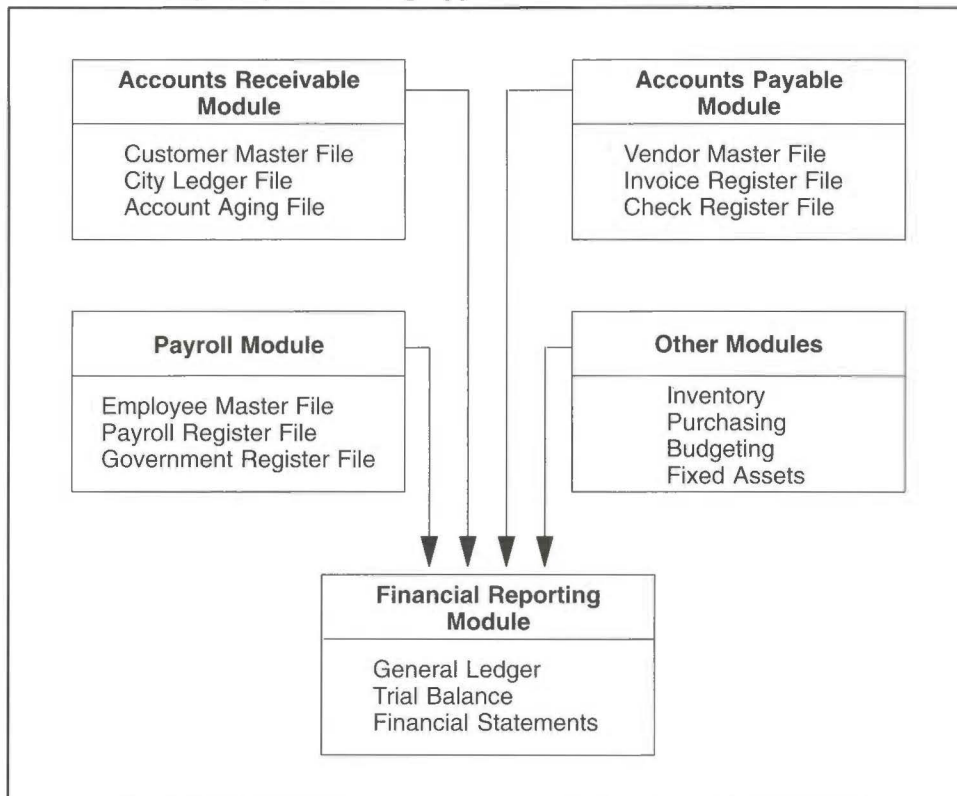 Accounts Receivable
Module
Customer Master File
City Ledger File
Account Aging File
Accounts Payable
Module
Vendor Master File
Invoice Register File
Check Register File
Payroll Module
Employee Master File
Payroll Register File
Government Register File
Other Modules
Inventory
Purchasing
Budgeting
Fixed Assets
Financial Reporting
Module
General Ledger
Trial Balance
Financial Statements